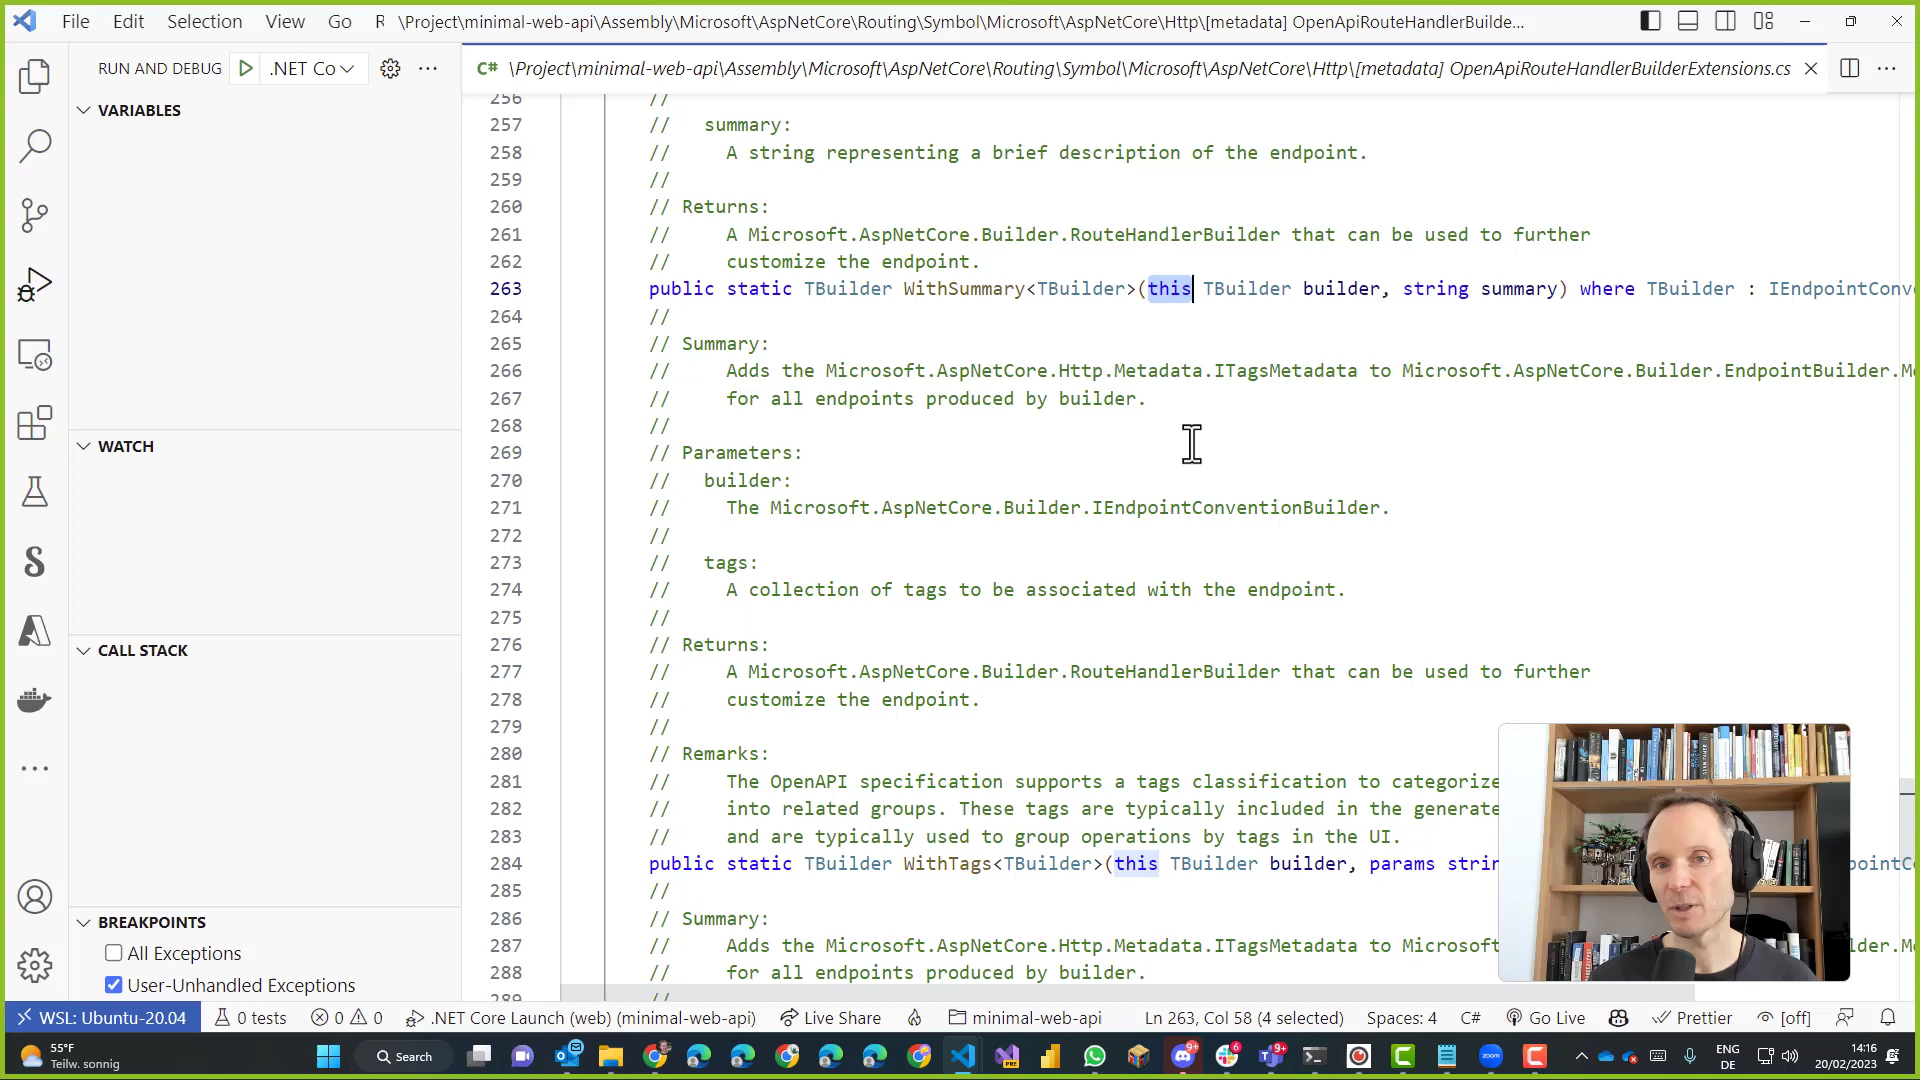 File Edit Selection View Go R \Project\minimal-web-api\Assembly\Microsoft\AspNetCore\Routing\Symbol\Microsoft\AspNetCore\Http\[metadata] OpenApiRouteHandlerBuilde...
RUN AND DEBUG .NET Co
C# \Project\minimal-web-api\Assembly\Microsoft\AspNetCore\Routing\Symbol\Microsoft\AspNetCore\Http\[metadata] OpenApiRouteHandlerBuilderExtensions.cs
VARIABLES
WATCH
CALL STACK
BREAKPOINTS
All Exceptions
User-Unhandled Exceptions
256 //
257 // summary:
258 // A string representing a brief description of the endpoint.
259 //
260 // Returns:
261 // A Microsoft.AspNetCore.Builder.RouteHandlerBuilder that can be used to further
262 // customize the endpoint.
263 public static TBuilder WithSummary<TBuilder>(this TBuilder builder, string summary) where TBuilder : IEndpointConv
264 //
265 // Summary:
266 // Adds the Microsoft.AspNetCore.Http.Metadata.ITagsMetadata to Microsoft.AspNetCore.Builder.EndpointBuilder.M
267 // for all endpoints produced by builder.
268 //
269 // Parameters:
270 // builder:
271 // The Microsoft.AspNetCore.Builder.IEndpointConventionBuilder.
272 //
273 // tags:
274 // A collection of tags to be associated with the endpoint.
275 //
276 // Returns:
277 // A Microsoft.AspNetCore.Builder.RouteHandlerBuilder that can be used to further
278 // customize the endpoint.
279 //
280 // Remarks:
281 // The OpenAPI specification supports a tags classification to categorize
282 // into related groups. These tags are typically included in the generate
283 // and are typically used to group operations by tags in the UI.
284 public static TBuilder WithTags<TBuilder>(this TBuilder builder, params strin pointC
285 //
286 // Summary:
287 // Adds the Microsoft.AspNetCore.Http.Metadata.ITagsMetadata to Microsoft lder.M
288 // for all endpoints produced by builder.
289 //
WSL: Ubuntu-20.04 0 tests 0 0 .NET Core Launch (web) (minimal-web-api) Live Share minimal-web-api Ln 263, Col 58 (4 selected) Spaces: 4 C# Go Live Prettier [off]
55°F
Teilw. sonnig
Search
9+
6
9+
zoom
ENG
DE
14:16
20/02/2023